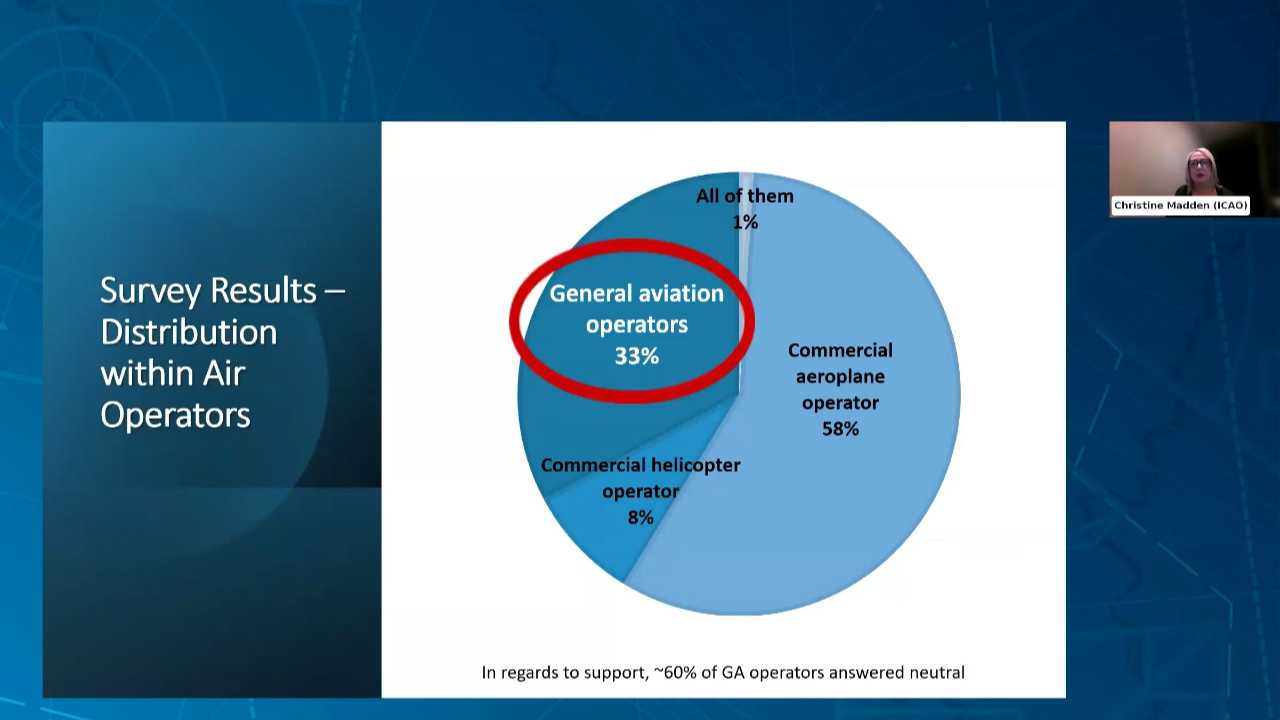 Survey Results –
Distribution
within Air
Operators
All of them
1%
General aviation
operators
33%
Commercial
aeroplane
operator
58%
Commercial helicopter
operator
8%
In regards to support, ~60% of GA operators answered neutral
Christine Madden (ICAO)